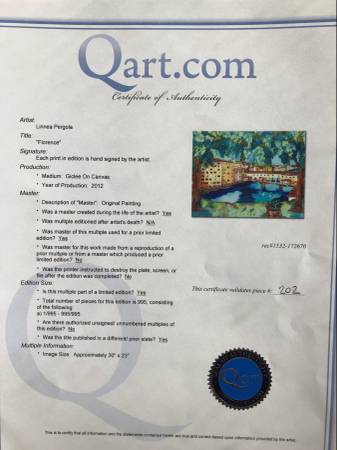 Qart.com
Certificate of Authenticity
Artist:
Linnea Pergola
Title:
"Florence"
Signature:
Each print in edition is hand signed by the artist.
Production:
* Medium: Giclee On Canvas
* Year of Production: 2012
Master:
* Description of "Master": Original Painting
* Was a master created during the life of the artist? Yes
* Was multiple editioned after artist's death? N/A
* Was master of this multiple used for a prior limited
edition? Yes
* Was master for this work made from a reproduction of a
prior multiple or from a master which produced a prior
limited edition? No
* Was the printer instructed to destroy the plate, screen, or
file after the edition was completed? No
Edition Size:
* Is this multiple part of a limited edition? Yes
* Total number of pieces for this edition is 995, consisting
of the following:
a) 1/995 - 995/995
* Are there authorized unsigned/ unnumbered multiples of
this edition? No
* Was the title published in a different/ prior state? Yes
Multiple Information:
* Image Size Approximately 30" x 23"
rec#1532-172670
This certificate validates piece #: 202
Qart
This is to certify that all information and the statements contained herein are true and correct based upon information provided by the artist.